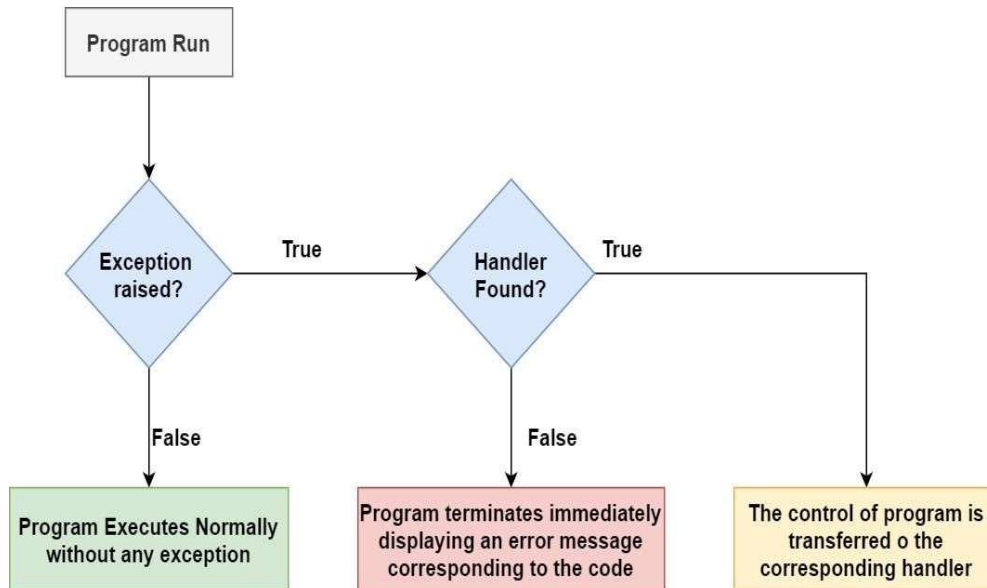 Program Run
Exception
raised?
True
Handler
Found?
True
False
False
Program Executes Normally
without any exception
Program terminates immediately
displaying an error message
corresponding to the code
The control of program is
transferred o the
corresponding handler